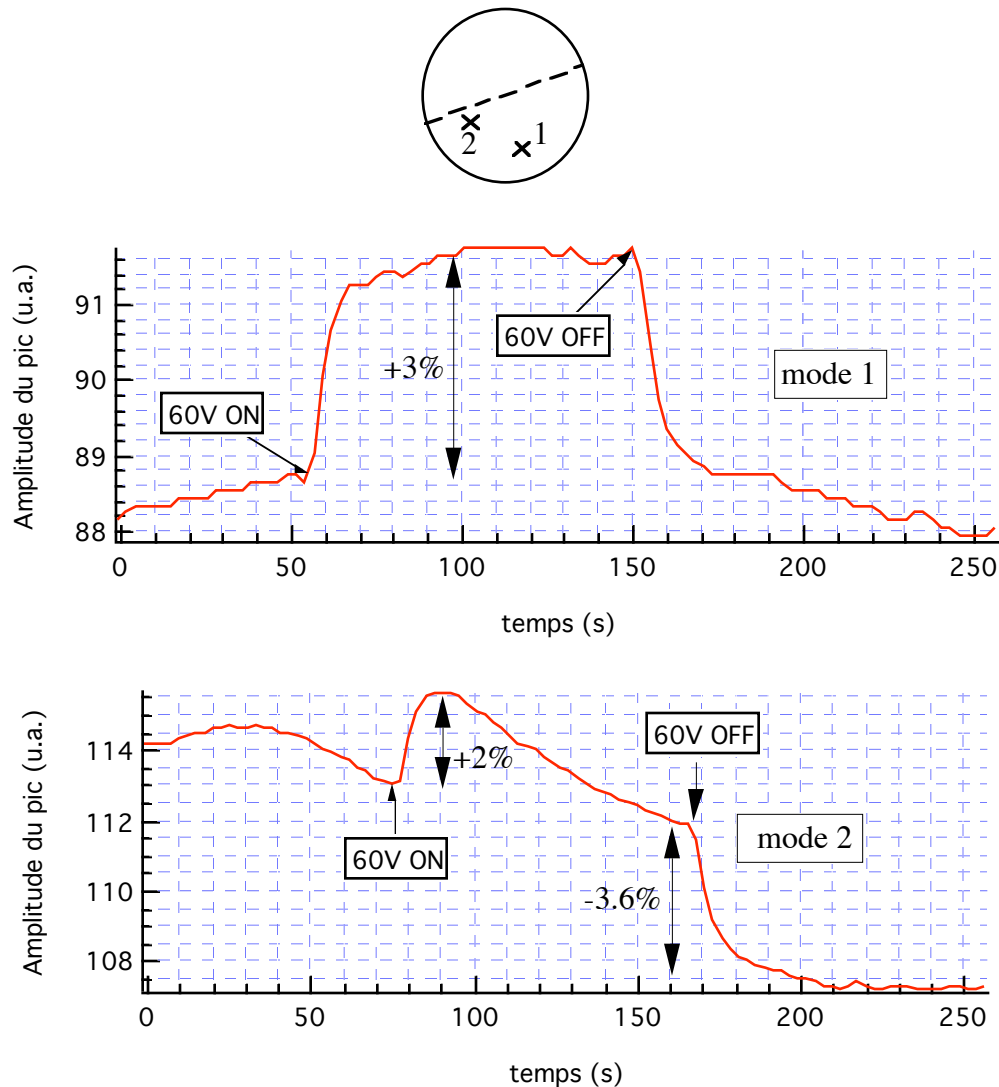 2
1
Amplitude du pic (u.a.)
91
90
89
88
60V ON
+3%
60V OFF
mode 1
0 50 100 150 200 250
temps (s)
Amplitude du pic (u.a.)
114
112
110
108
60V ON
+2%
60V OFF
-3.6%
mode 2
0 50 100 150 200 250
temps (s)